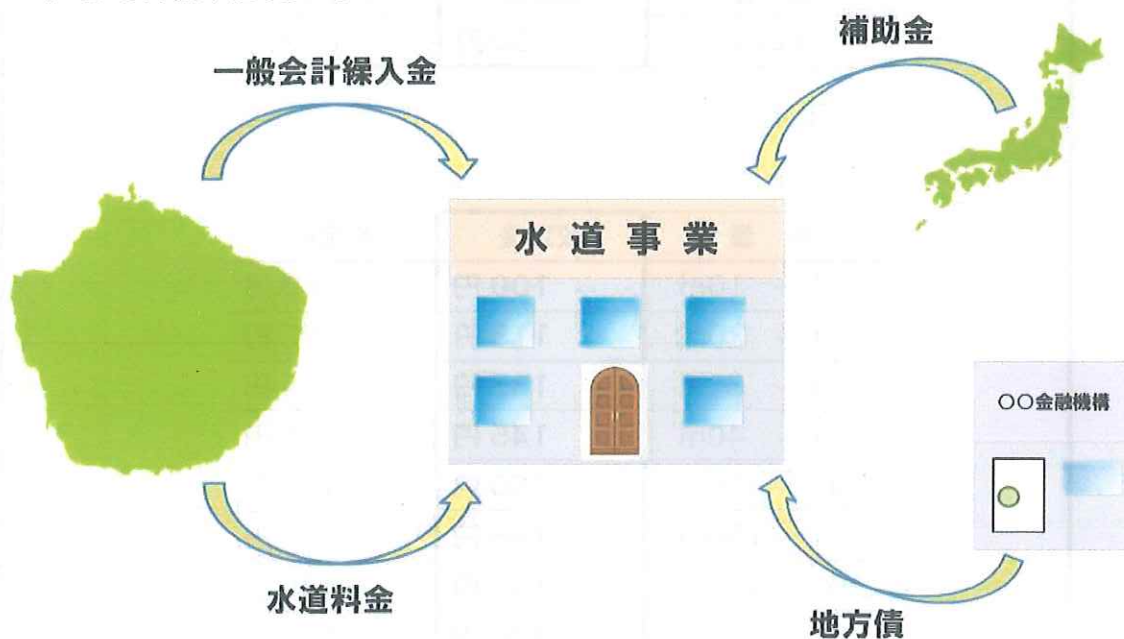 一般会計繰入金
補助金
水道事業
〇〇金融機構
水道料金
地方債